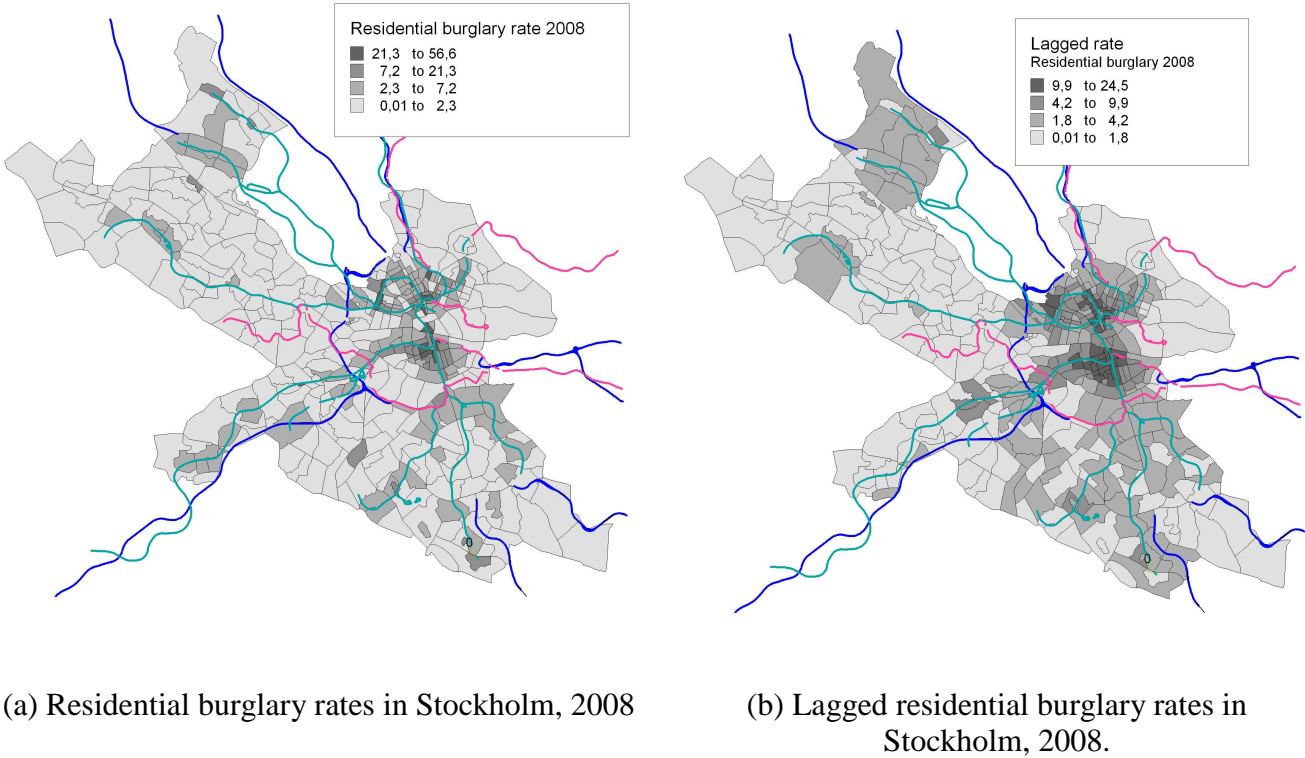 Residential burglary rate 2008
21,3 to 56,6
7,2 to 21,3
2,3 to 7,2
0,01 to 2,3
0
Lagged rate
Residential burglary 2008
9,9 to 24,5
4,2 to 9,9
1,8 to 4,2
0,01 to 1,8
0
(a) Residential burglary rates in Stockholm, 2008
(b) Lagged residential burglary rates in
Stockholm, 2008.